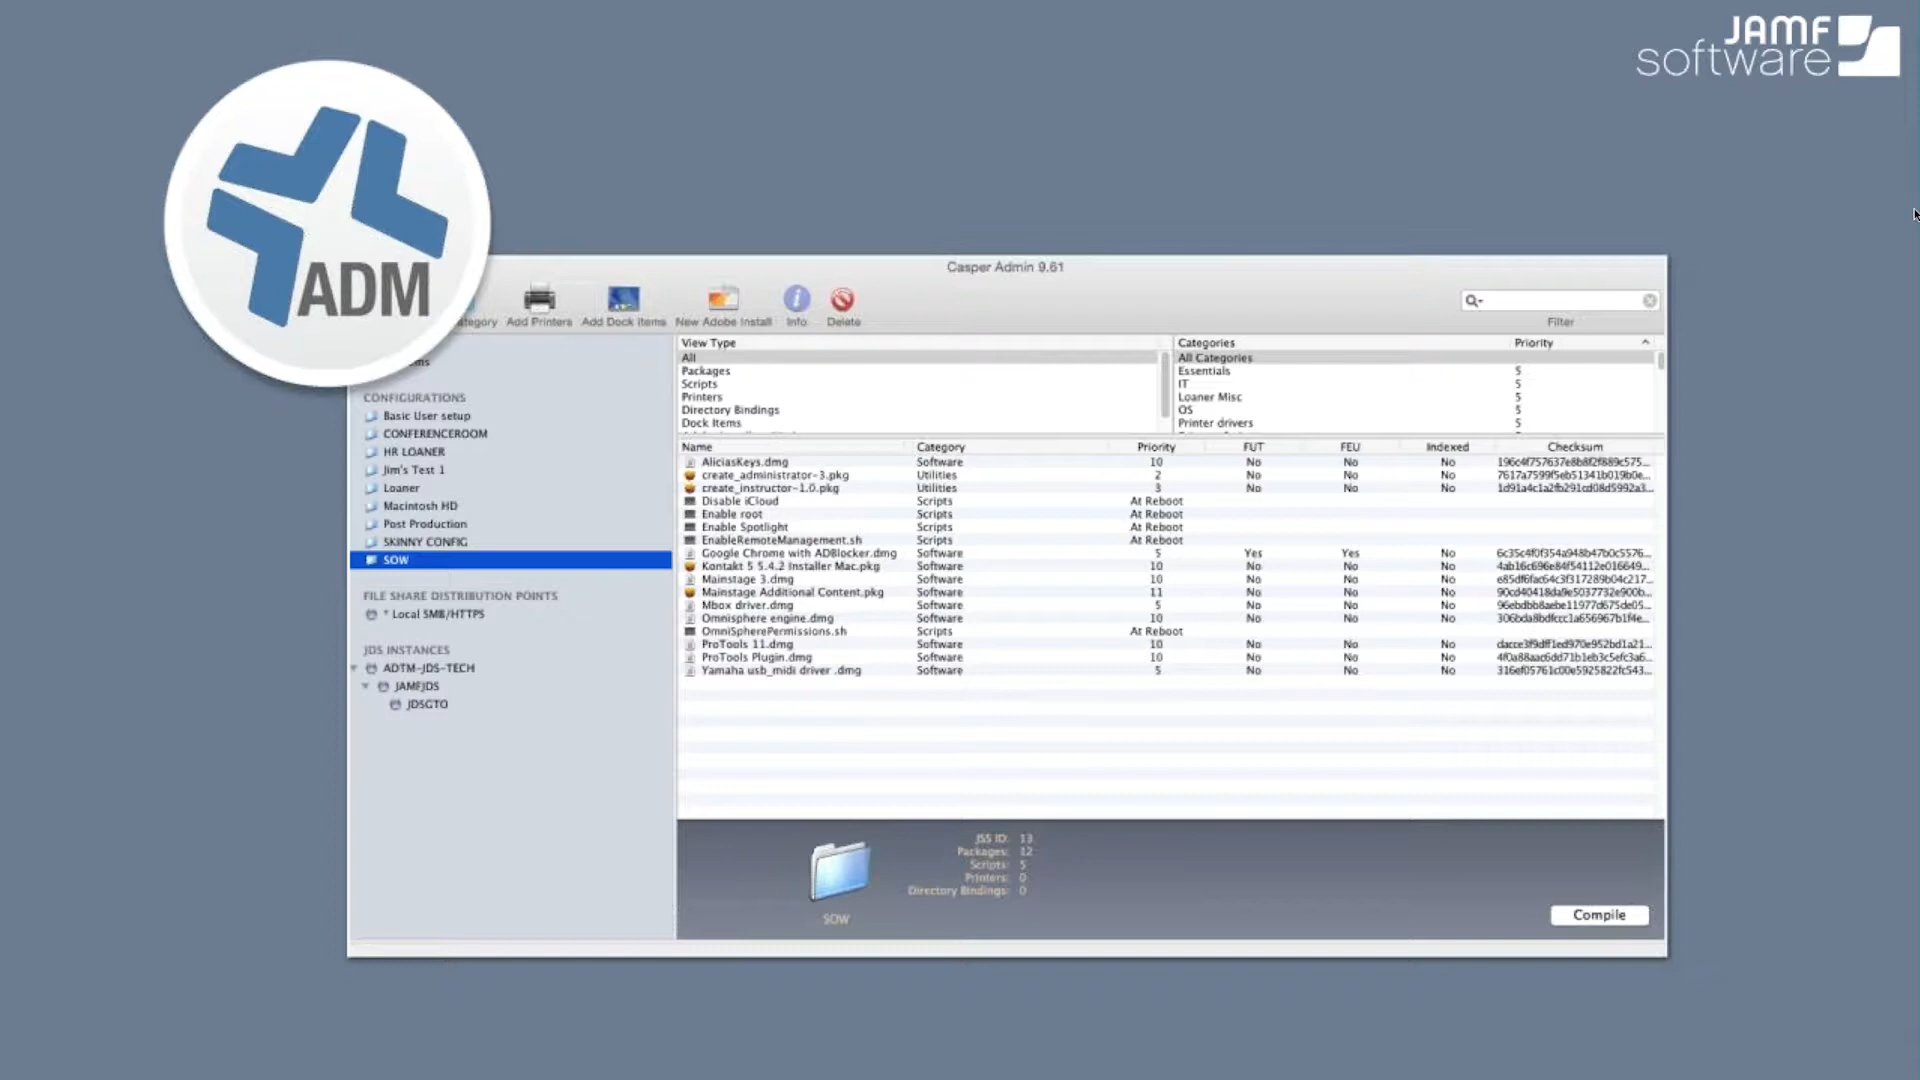 JAMF
software
ADM
Casper Admin 9.61
ategory Add Printers Add Dock Items New Adobe Install Info Delete Filter
View Type Categories Priority
All All Categories
Packages Essentials 5
Scripts IT 5
Printers Loaner Misc 5
Directory Bindings OS 5
Dock Items Printer drivers 5
ms
CONFIGURATIONS
Basic User setup
CONFERENCEROOM
HR LOANER
Jim's Test 1
Loaner
Macintosh HD
Post Production
SKINNY CONFIG
SOW
FILE SHARE DISTRIBUTION POINTS
* Local SMB/HTTPS
JDS INSTANCES
ADTM-JDS-TECH
JAMFJDS
JDSGTO
Name Category Priority FUT FEU Indexed Checksum
AliciasKeys.dmg Software 10 No No No
create_administrator-3.pkg Utilities 2 No No No
create_instructor-1.0.pkg Utilities 3 No No No
Disable iCloud Scripts At Reboot
Enable root Scripts At Reboot
Enable Spotlight Scripts At Reboot
EnableRemoteManagement.sh Scripts At Reboot
Google Chrome with ADBlocker.dmg Software 5 Yes Yes No 6c35c4f0f354a948b47b0c5576...
Kontakt 5 5.4.2 Installer Mac.pkg Software 10 No No No 4ab16c696e84f54112e016649...
Mainstage 3.dmg Software 10 No No No
Mainstage Additional Content.pkg Software 11 No No No
Mbox driver.dmg Software 5 No No No
Omnisphere engine.dmg Software 10 No No No
OmniSpherePermissions.sh Scripts At Reboot
ProTools 11.dmg Software 10 No No No
ProTools Plugin.dmg Software 10 No No No
Yamaha usb_midi driver .dmg Software 5 No No No
JSS ID: 13
Packages: 12
Scripts: 5
Printers: 0
Directory Bindings: 0
SOW
Compile